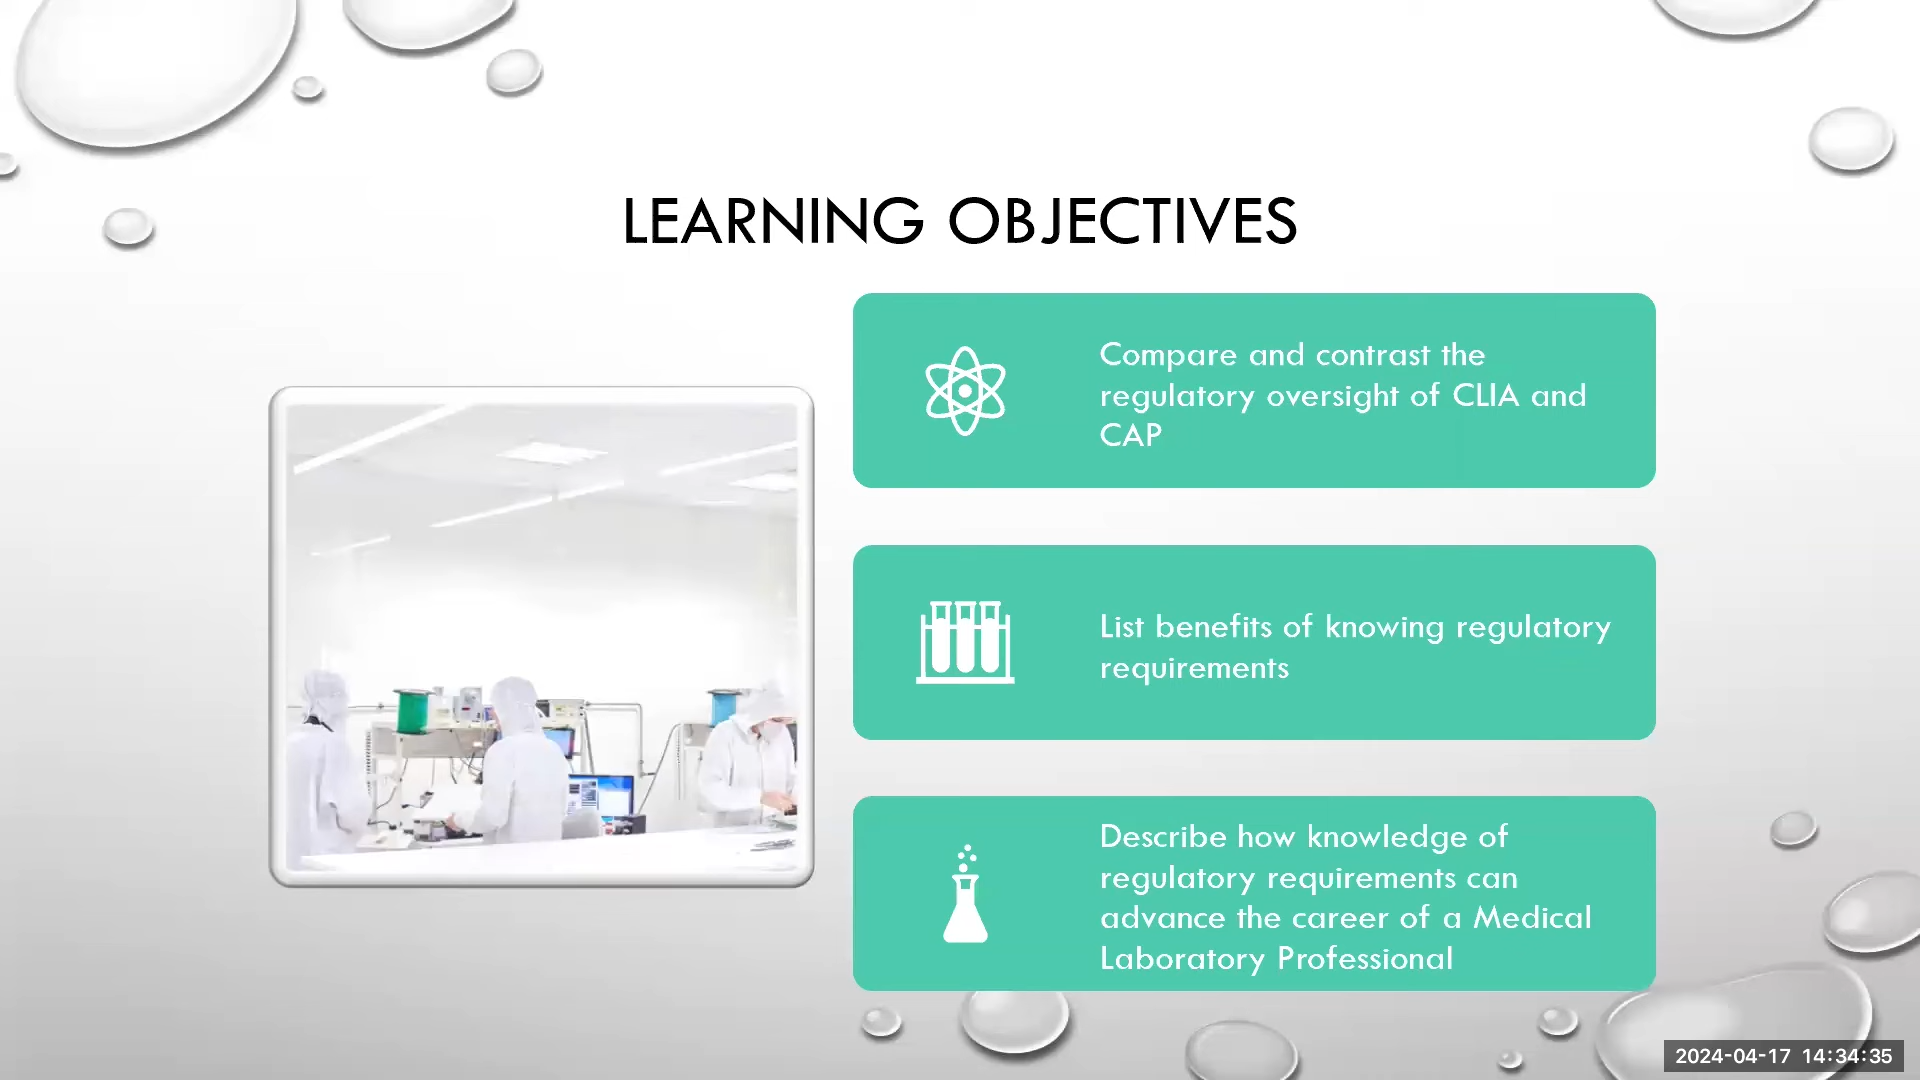 LEARNING OBJECTIVES
Compare and contrast the
regulatory oversight of CLIA and
CAP
List benefits of knowing regulatory
requirements
Describe how knowledge of
regulatory requirements can
advance the career of a Medical
Laboratory Professional
2024-04-17 14:34:35